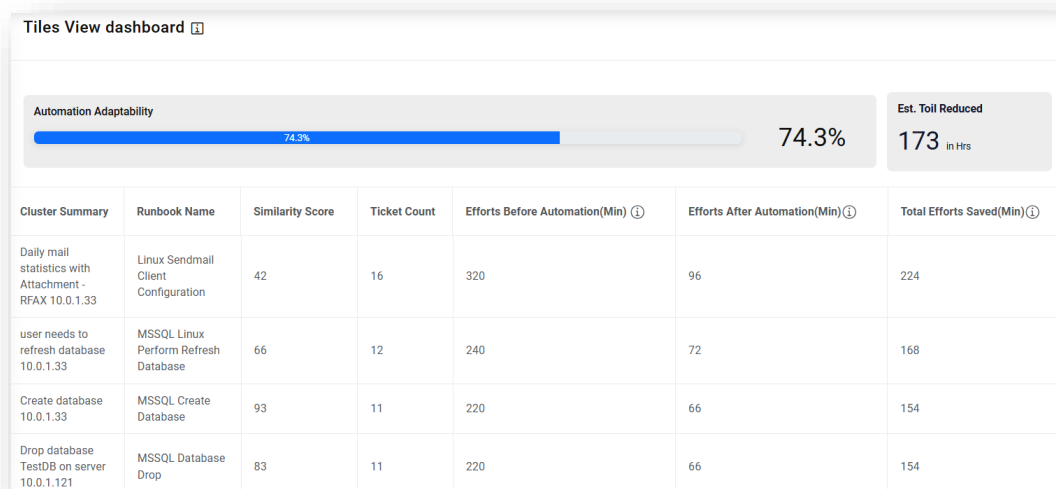 Tiles View dashboard
Automation Adaptability
74.3%
74.3%
Est. Toil Reduced
173 in Hrs
Cluster Summary Runbook Name Similarity Score Ticket Count Efforts Before Automation(Min) Efforts After Automation(Min) Total Efforts Saved(Min)
Daily mail
statistics with
Attachment -
RFAX 10.0.1.33
Linux Sendmail
Client
Configuration
42 16 320 96 224
user needs to
refresh database
10.0.1.33
MSSQL Linux
Perform Refresh
Database
66 12 240 72 168
Create database
10.0.1.33
MSSQL Create
Database
93 11 220 66 154
Drop database
TestDB on server
10.0.1.121
MSSQL Database
Drop
83 11 220 66 154